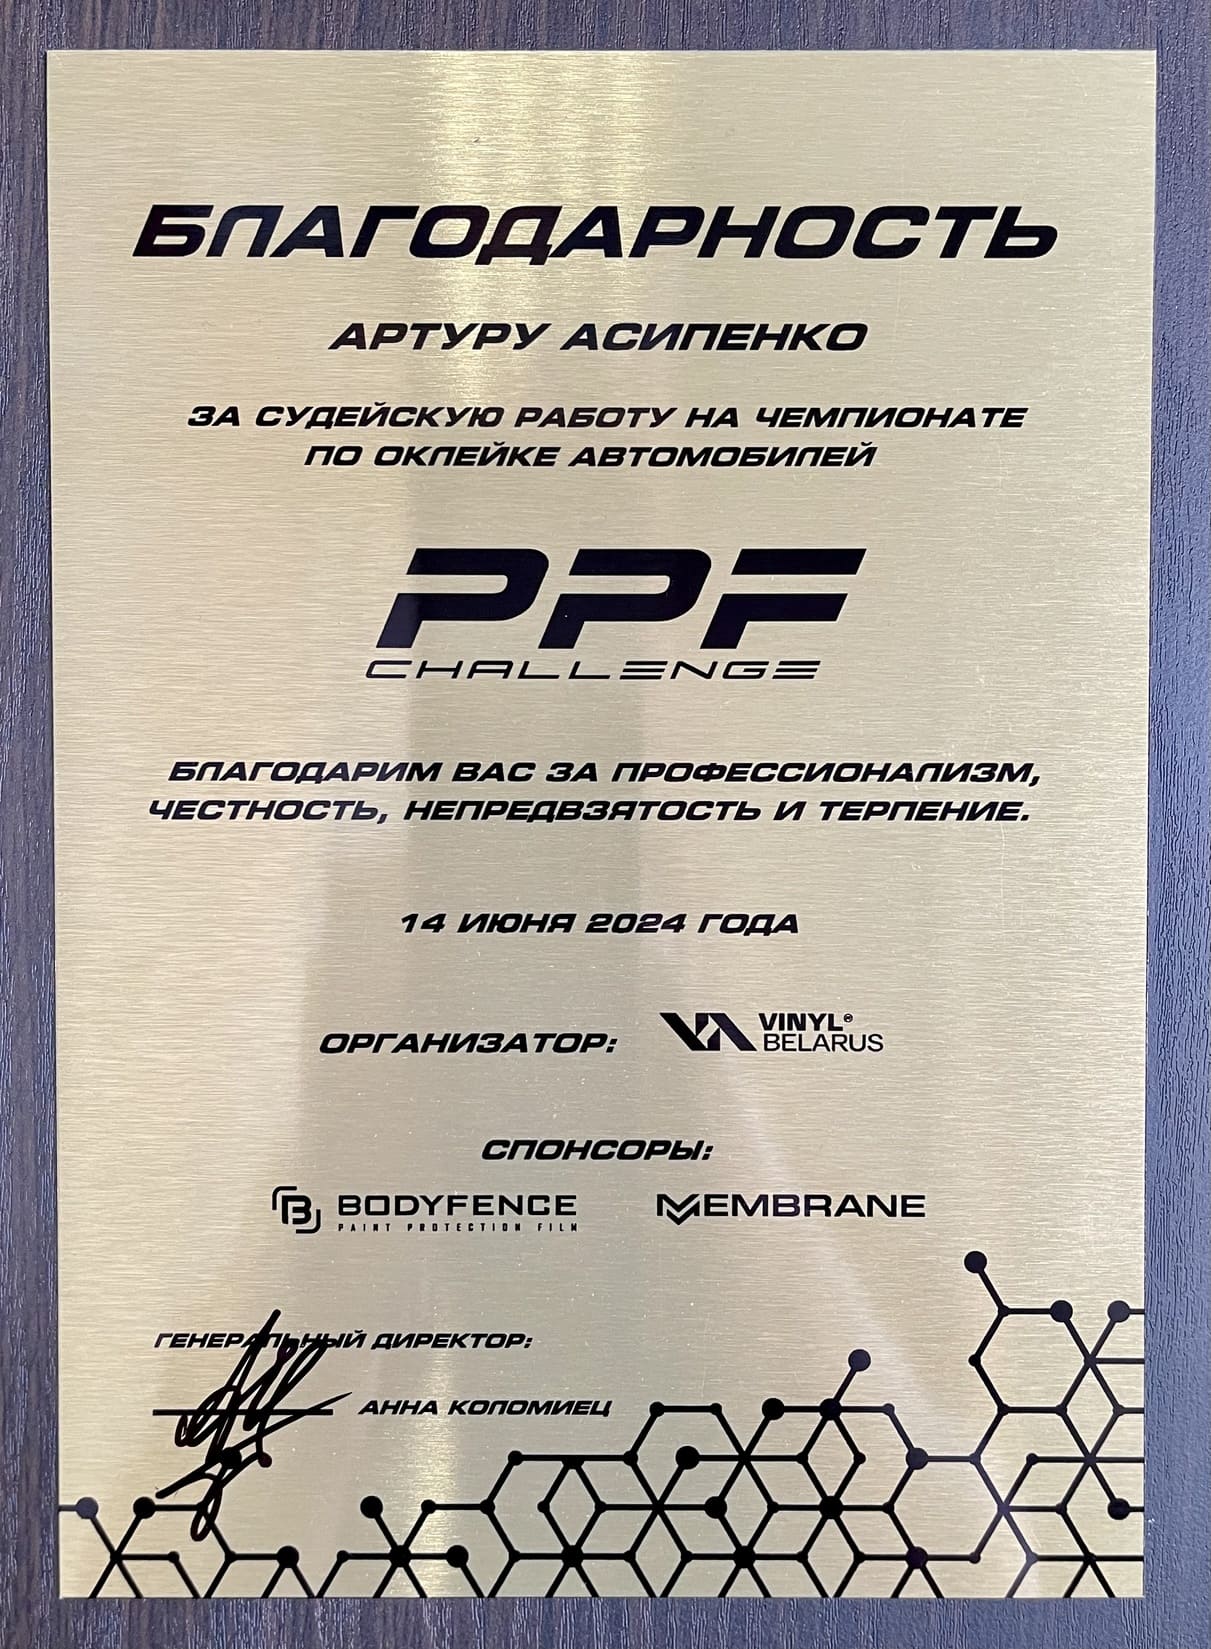 БЛАГОДАРНОСТЬ
АРТУРУ АСИПЕНКО
ЗА СУДЕЙСКУЮ РАБОТУ НА ЧЕМПИОНАТЕ
ПО ОКЛЕЙКЕ АВТОМОБИЛЕЙ
PPF
CHALLENGE
БЛАГОДАРИМ ВАС ЗА ПРОФЕССИОНАЛИЗМ,
ЧЕСТНОСТЬ, НЕПРЕДВЗЯТОСТЬ И ТЕРПЕНИЕ.
14 ИЮНЯ 2024 ГОДА
ОРГАНИЗАТОР:
VINYL®
BELARUS
СПОНСОРЫ:
BODYFENCE
PAINT PROTECTION FILM
MEMBRANE
ГЕНЕРАЛЬНЫЙ ДИРЕКТОР:
АННА КОЛОМИЕЦ